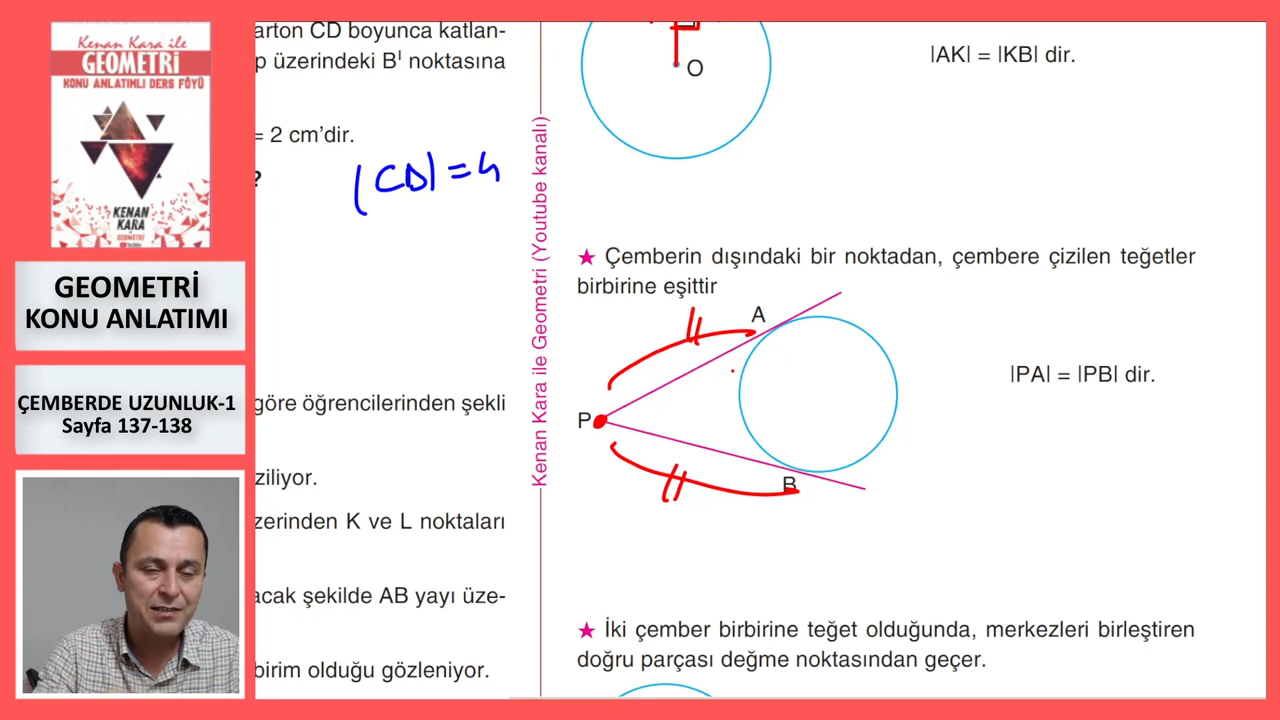 Kenan Kara ile
GEOMETRİ
KONU ANLATIMLI DERS FÖYÜ
KENAN
KARA
GEOMETRİ
YouTube
GEOMETRİ
KONU ANLATIMI
ÇEMBERDE UZUNLUK-1
Sayfa 137-138
arton CD boyunca katlan-
p üzerindeki Bᴵ noktasına
= 2 cm'dir.
?
|CD| = 4
göre öğrencilerinden şekli
ziliyor.
zerinden K ve L noktaları
acak şekilde AB yayı üze-
birim olduğu gözleniyor.
Kenan Kara ile Geometri (Youtube kanalı)
O
|AK| = |KB| dir.
★ Çemberin dışındaki bir noktadan, çembere çizilen teğetler
birbirine eşittir
A
P
B
|PA| = |PB| dir.
★ İki çember birbirine teğet olduğunda, merkezleri birleştiren
doğru parçası değme noktasından geçer.